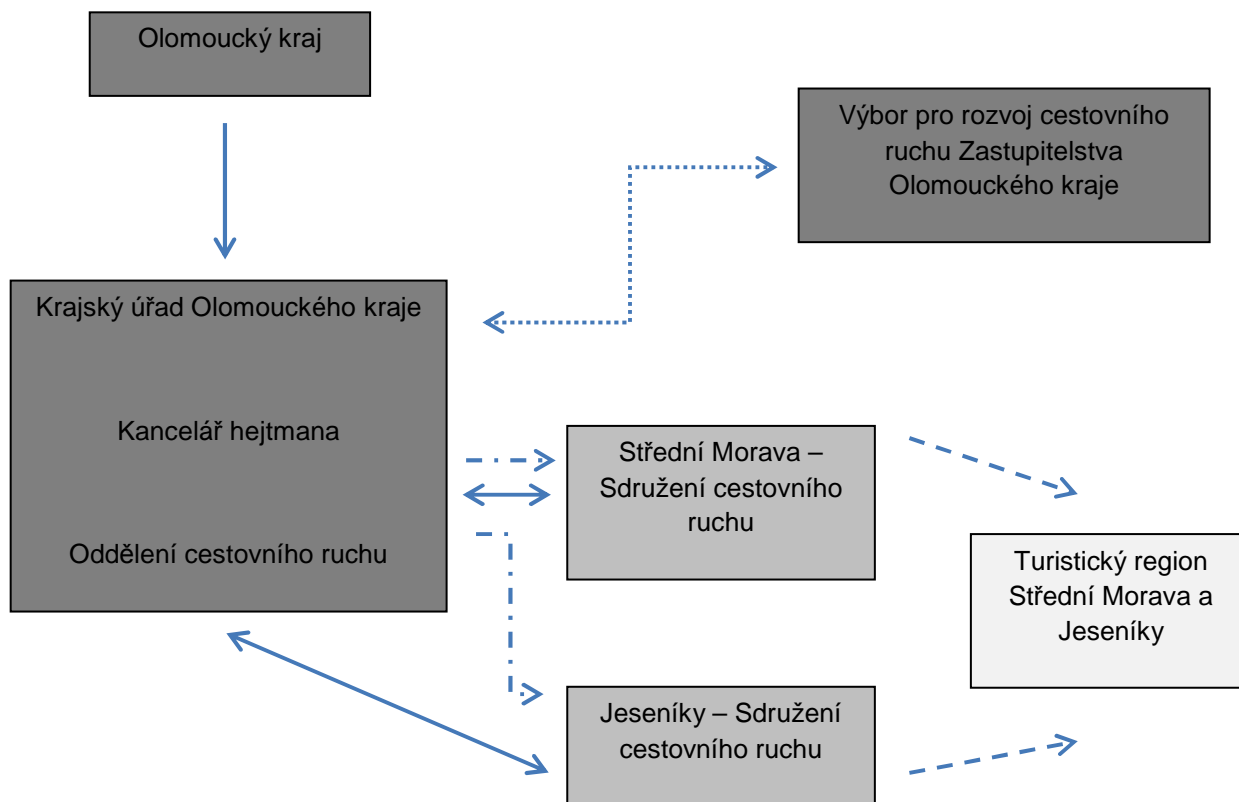 Olomoucký kraj
Výbor pro rozvoj cestovního
ruchu Zastupitelstva
Olomouckého kraje
Krajský úřad Olomouckého kraje
Kancelář hejtmana
Oddělení cestovního ruchu
Střední Morava –
Sdružení cestovního
ruchu
Turistický region
Střední Morava a
Jeseníky
Jeseníky – Sdružení
cestovního ruchu